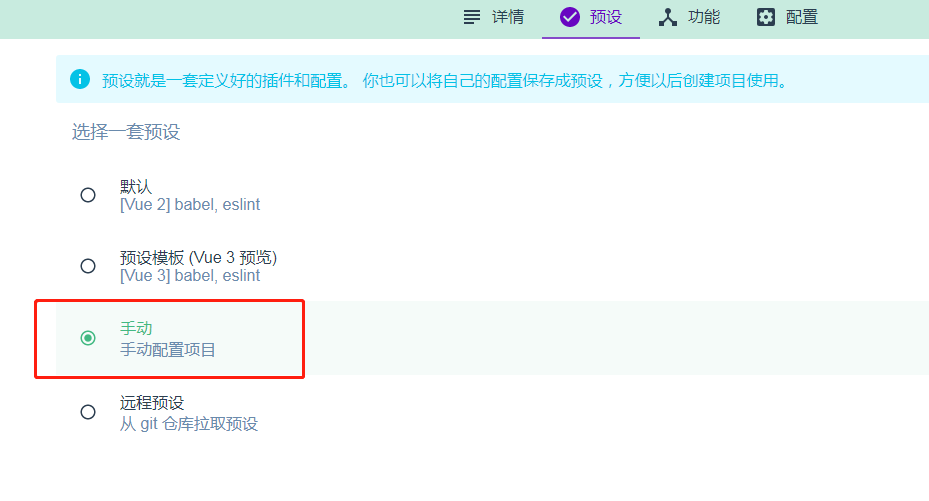 详情 预设 功能 配置
预设就是一套定义好的插件和配置。 你也可以将自己的配置保存成预设，方便以后创建项目使用。
选择一套预设
默认
[Vue 2] babel, eslint
预设模板 (Vue 3 预览)
[Vue 3] babel, eslint
手动
手动配置项目
远程预设
从 git 仓库拉取预设